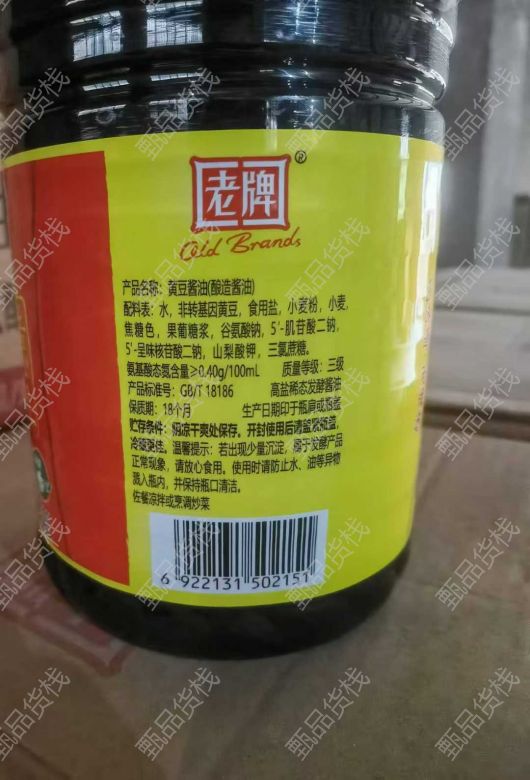 老牌®
Old Brands
产品名称：黄豆酱油(酿造酱油)
配料表：水，非转基因黄豆，食用盐，小麦粉，小麦，
焦糖色，果葡糖浆，谷氨酸钠，5'-肌苷酸二钠，
5'-呈味核苷酸二钠，山梨酸钾，三氯蔗糖。
氨基酸态氮含量≥0.40g/100mL 质量等级：三级
产品标准号：GB/T 18186 高盐稀态发酵酱油
保质期：18个月 生产日期印于瓶肩或瓶盖
贮存条件：阴凉干爽处保存。开封使用后请盖紧瓶盖，
冷藏更佳。温馨提示：若出现少量沉淀，属于发酵产品
正常现象，请放心食用。使用时请防止水、油等异物
溅入瓶内，并保持瓶口清洁。
佐餐凉拌或烹调炒菜
6 922131 502151
甄品货栈